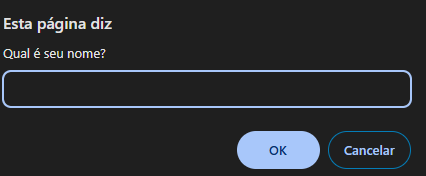 Esta página diz
Qual é seu nome?
OK
Cancelar